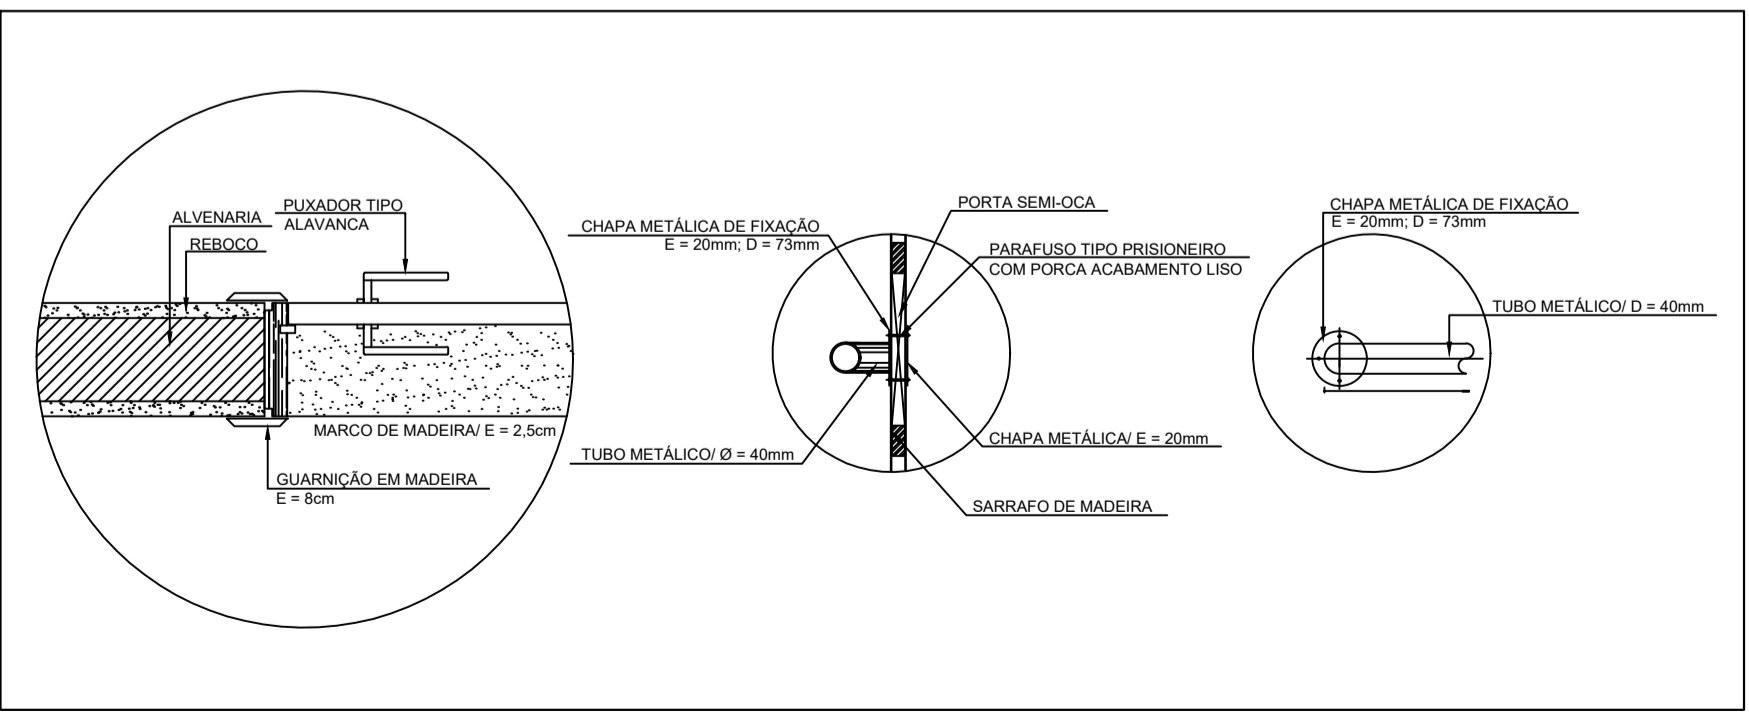 PUXADOR TIPO
ALAVANCA
ALVENARIA
REBOCO
MARCO DE MADEIRA/ E = 2,5cm
GUARNIÇÃO EM MADEIRA
E = 8cm
CHAPA METÁLICA DE FIXAÇÃO
E = 20mm; D = 73mm
PORTA SEMI-OCA
PARAFUSO TIPO PRISIONEIRO
COM PORCA ACABAMENTO LISO
TUBO METÁLICO/ Ø = 40mm
CHAPA METÁLICA/ E = 20mm
SARRAFO DE MADEIRA
CHAPA METÁLICA DE FIXAÇÃO
E = 20mm; D = 73mm
TUBO METÁLICO/ D = 40mm